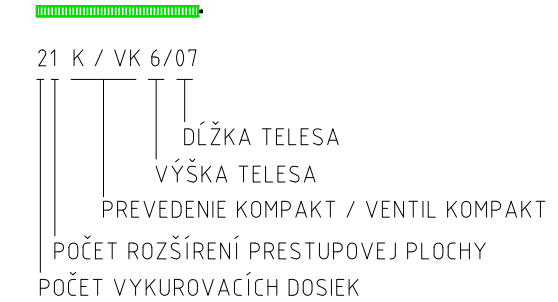 21 K / VK 6/07
DĹŽKA TELESA
VÝŠKA TELESA
PREVEDENIE KOMPAKT / VENTIL KOMPAKT
POČET ROZŠÍRENÍ PRESTUPOVEJ PLOCHY
POČET VYKUROVACÍCH DOSIEK